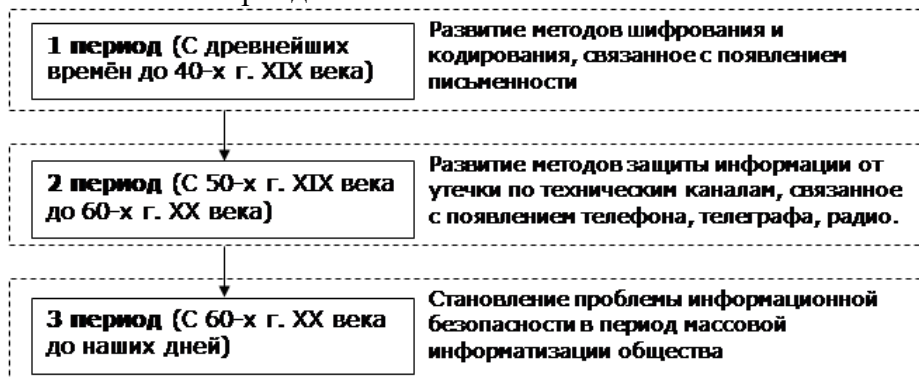 1 период (С древнейших
времён до 40-х г. XIX века)
Развитие методов шифрования и
кодирования, связанное с появлением
письменности
2 период (С 50-х г. XIX века
до 60-х г. XX века)
Развитие методов защиты информации от
утечки по техническим каналам, связанное
с появлением телефона, телеграфа, радио.
3 период (С 60-х г. XX века
до наших дней)
Становление проблемы информационной
безопасности в период массовой
информатизации общества